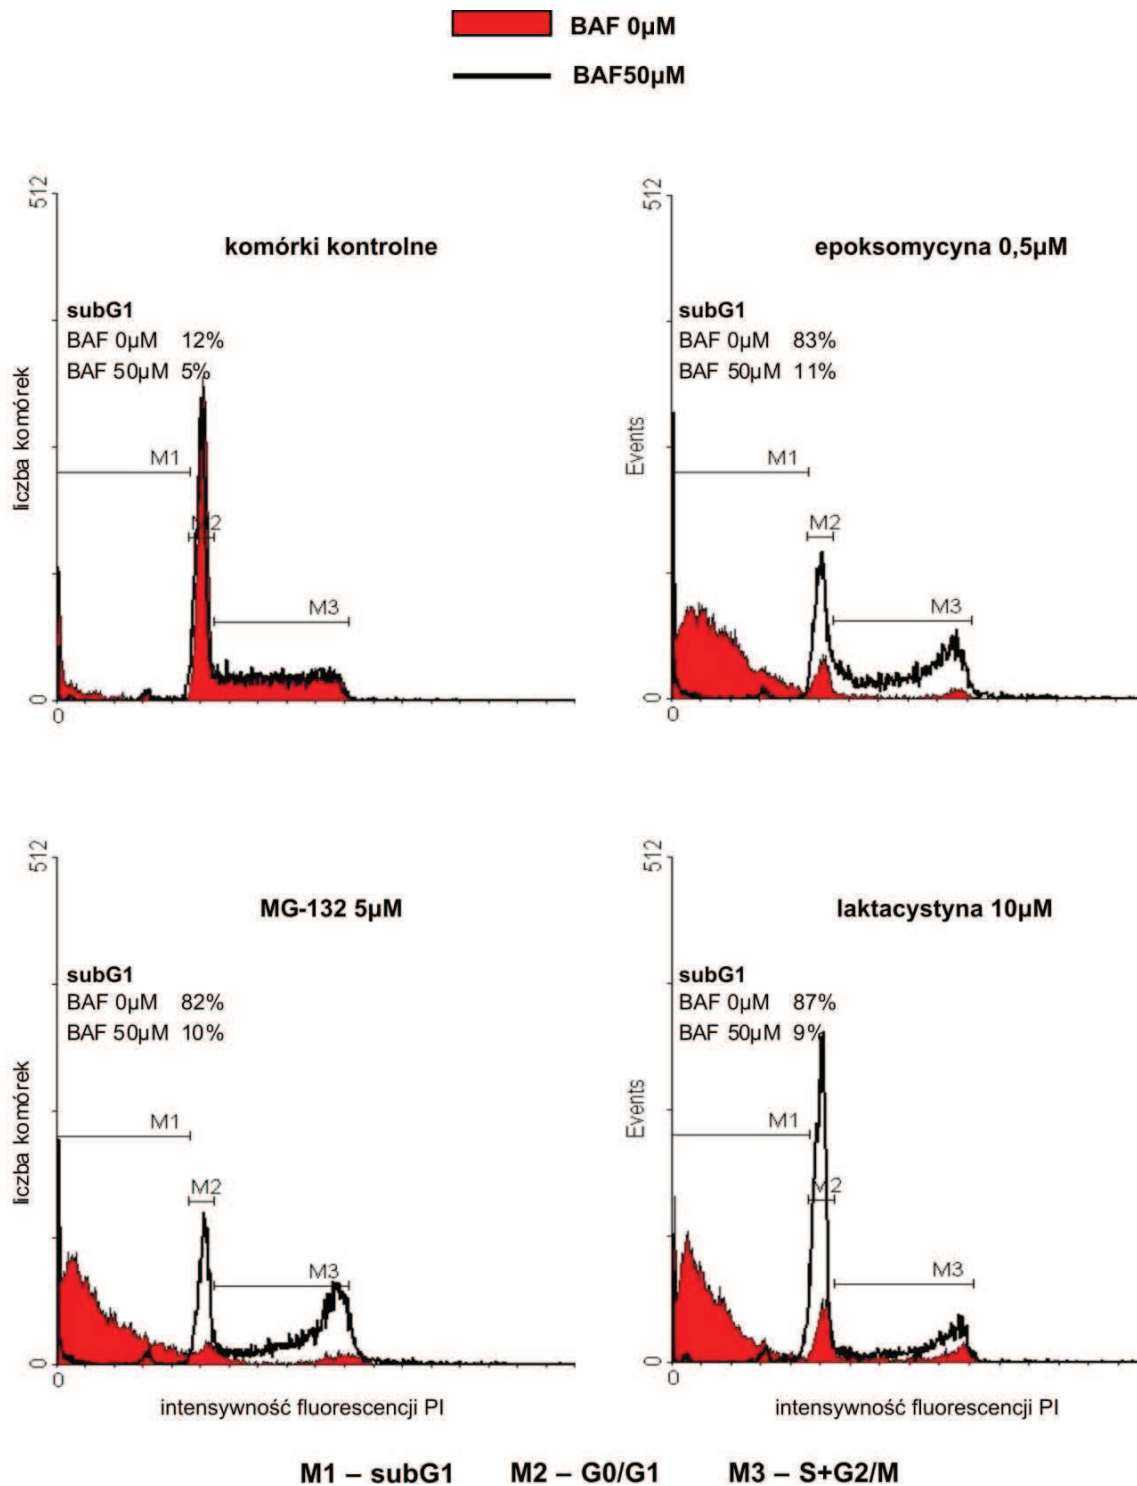 BAF 0µM
BAF50µM
512
komórki kontrolne
subG1
BAF 0µM 12%
BAF 50µM 5%
liczba komórek
M1
M2
M3
0
0
512
epoksomycyna 0,5µM
subG1
BAF 0µM 83%
BAF 50µM 11%
Events
M1
M2
M3
0
0
512
MG-132 5µM
subG1
BAF 0µM 82%
BAF 50µM 10%
liczba komórek
M1
M2
M3
0
0
intensywność fluorescencji PI
512
laktacystyna 10µM
subG1
BAF 0µM 87%
BAF 50µM 9%
Events
M1
M2
M3
0
0
intensywność fluorescencji PI
M1 – subG1 M2 – G0/G1 M3 – S+G2/M